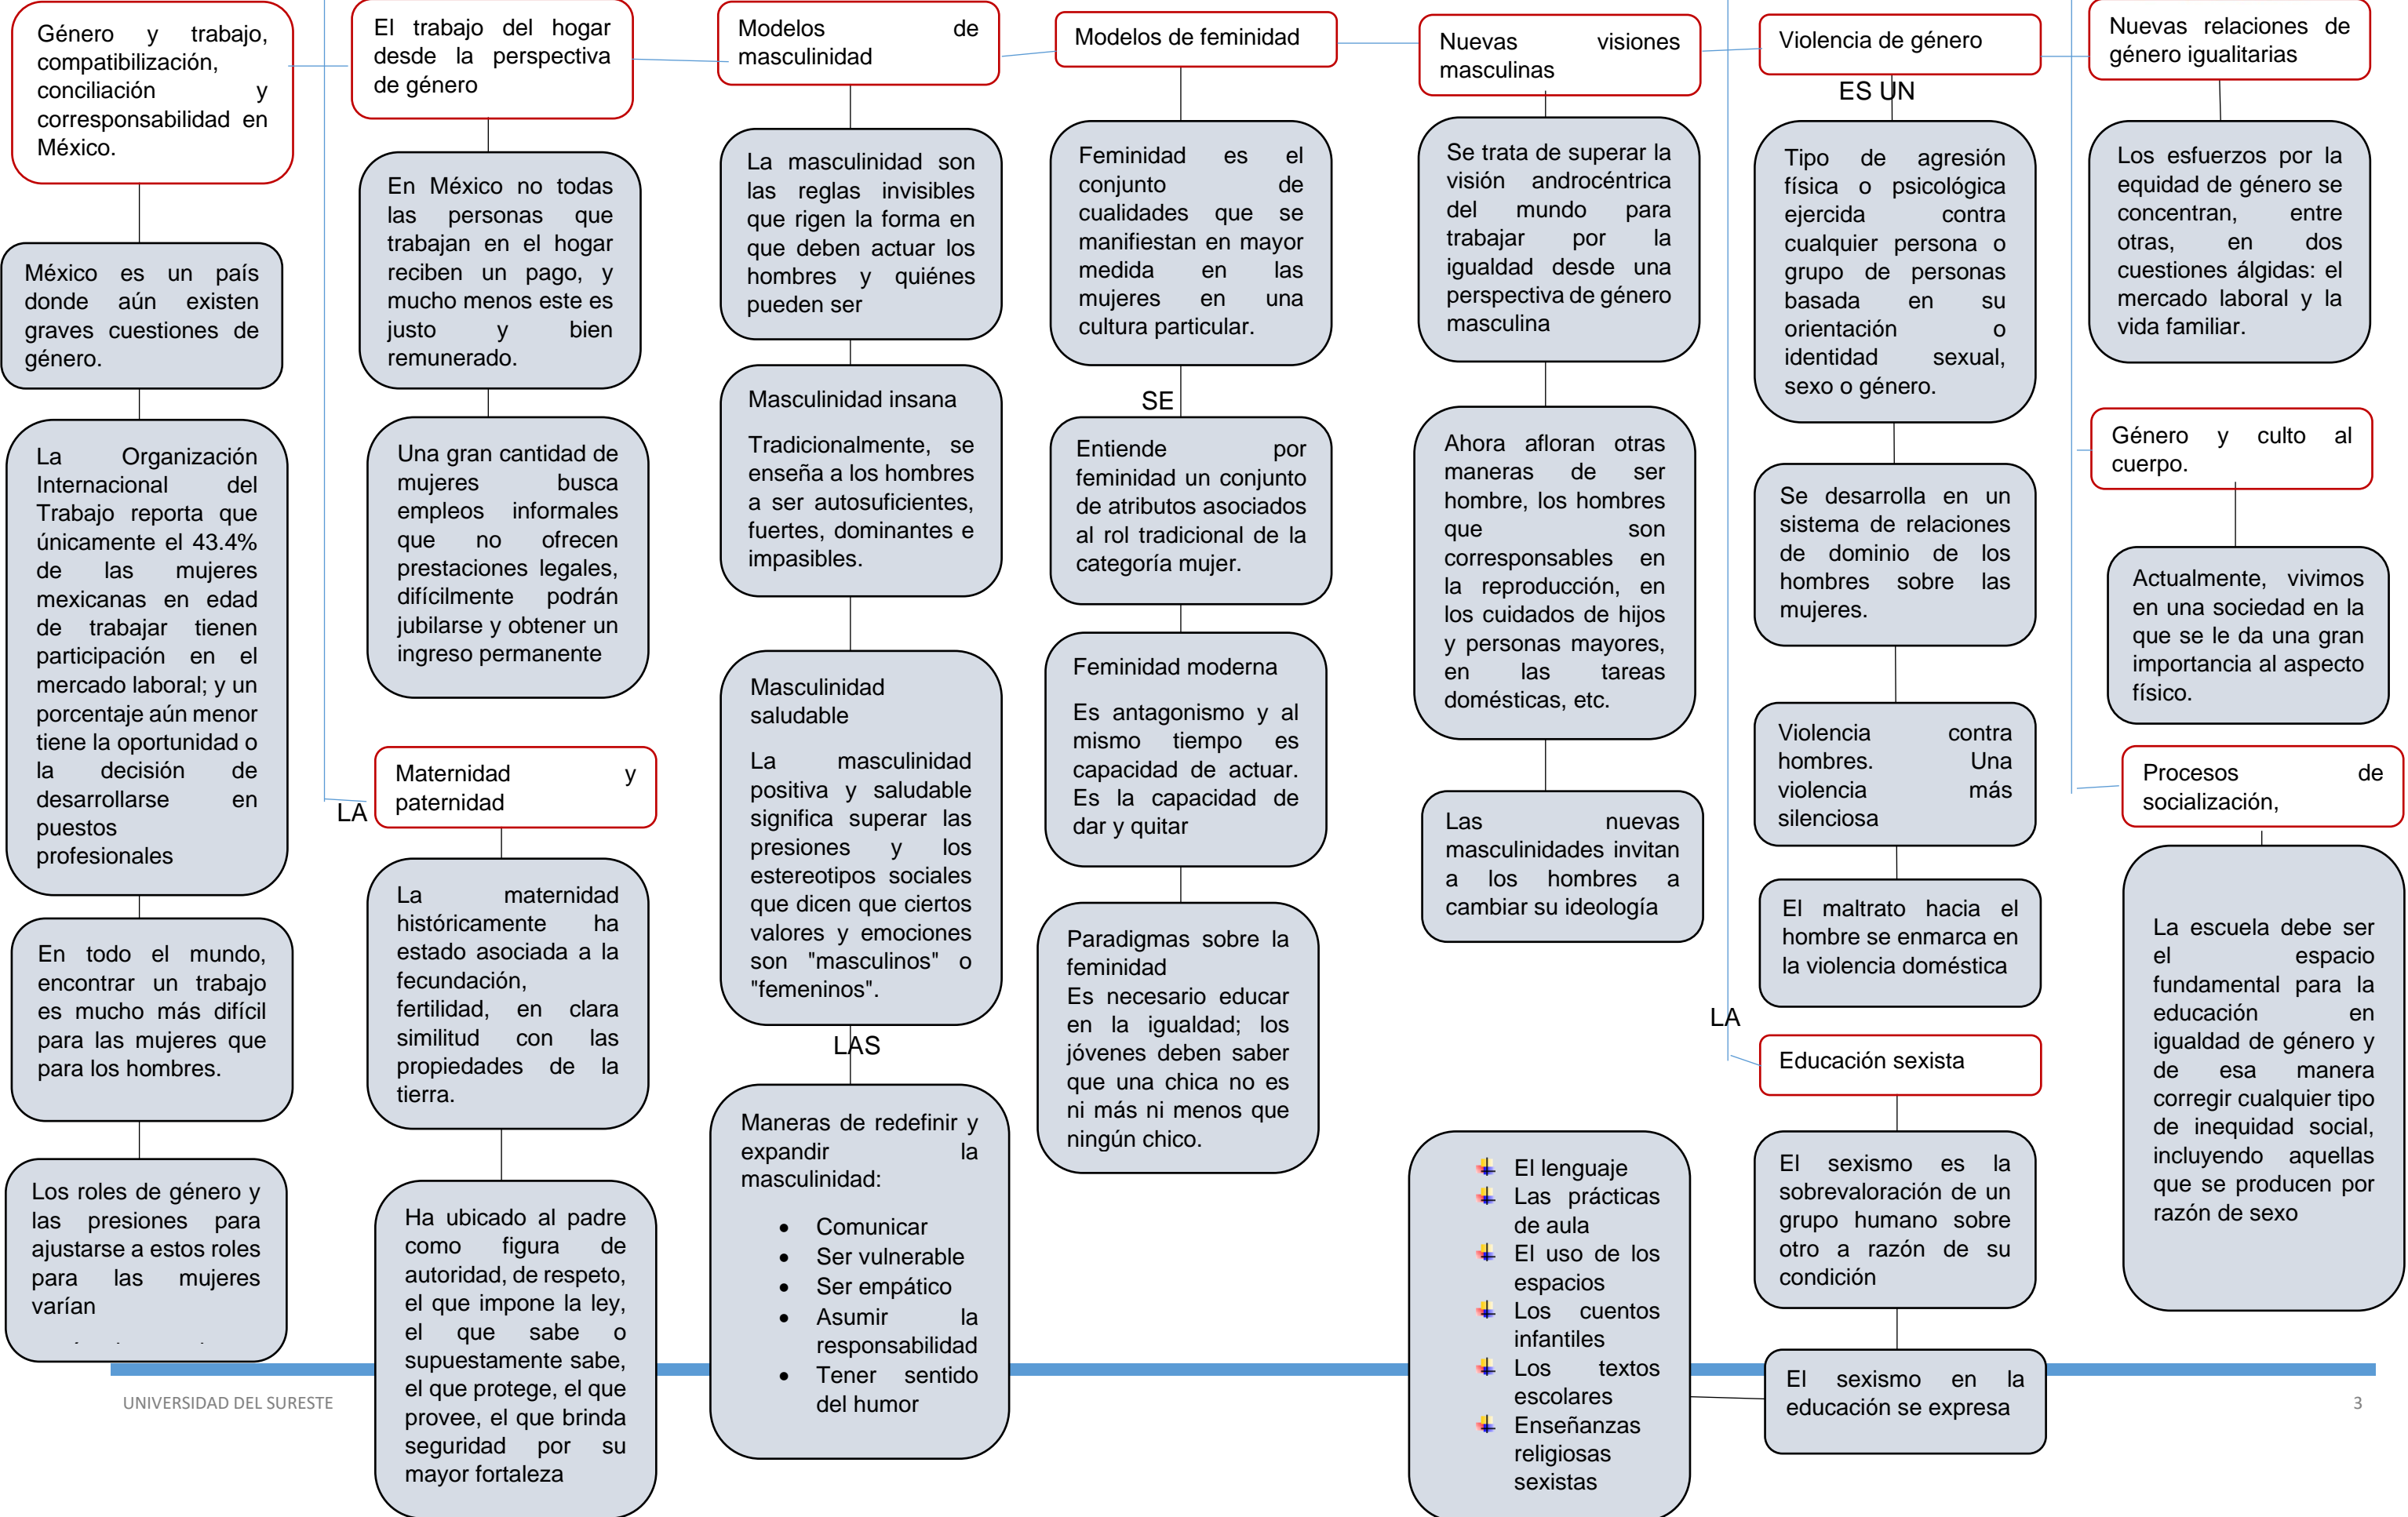 Género y trabajo,
compatibilización,
conciliación y
corresponsabilidad en
México.
México es un país
donde aún existen
graves cuestiones de
género.
La Organización
Internacional del
Trabajo reporta que
únicamente el 43.4%
de las mujeres
mexicanas en edad
de trabajar tienen
participación en el
mercado laboral; y un
porcentaje aún menor
tiene la oportunidad o
la decisión de
desarrollarse en
puestos
profesionales
En todo el mundo,
encontrar un trabajo
es mucho más difícil
para las mujeres que
para los hombres.
Los roles de género y
las presiones para
ajustarse a estos roles
para las mujeres
varían
El trabajo del hogar
desde la perspectiva
de género
En México no todas
las personas que
trabajan en el hogar
reciben un pago, y
mucho menos este es
justo y bien
remunerado.
Una gran cantidad de
mujeres busca
empleos informales
que no ofrecen
prestaciones legales,
difícilmente podrán
jubilarse y obtener un
ingreso permanente
LA
Maternidad y
paternidad
La maternidad
históricamente ha
estado asociada a la
fecundación,
fertilidad, en clara
similitud con las
propiedades de la
tierra.
Ha ubicado al padre
como figura de
autoridad, de respeto,
el que impone la ley,
el que sabe o
supuestamente sabe,
el que protege, el que
provee, el que brinda
seguridad por su
mayor fortaleza
Modelos de
masculinidad
La masculinidad son
las reglas invisibles
que rigen la forma en
que deben actuar los
hombres y quiénes
pueden ser
Masculinidad insana
Tradicionalmente, se
enseña a los hombres
a ser autosuficientes,
fuertes, dominantes e
impasibles.
Masculinidad
saludable
La masculinidad
positiva y saludable
significa superar las
presiones y los
estereotipos sociales
que dicen que ciertos
valores y emociones
son "masculinos" o
"femeninos".
LAS
Maneras de redefinir y
expandir la
masculinidad:
• Comunicar
• Ser vulnerable
• Ser empático
• Asumir la
responsabilidad
• Tener sentido
del humor
Modelos de feminidad
Feminidad es el
conjunto de
cualidades que se
manifiestan en mayor
medida en las
mujeres en una
cultura particular.
SE
Entiende por
feminidad un conjunto
de atributos asociados
al rol tradicional de la
categoría mujer.
Feminidad moderna
Es antagonismo y al
mismo tiempo es
capacidad de actuar.
Es la capacidad de
dar y quitar
Paradigmas sobre la
feminidad
Es necesario educar
en la igualdad; los
jóvenes deben saber
que una chica no es
ni más ni menos que
ningún chico.
Nuevas visiones
masculinas
Se trata de superar la
visión androcéntrica
del mundo para
trabajar por la
igualdad desde una
perspectiva de género
masculina
Ahora afloran otras
maneras de ser
hombre, los hombres
que son
corresponsables en
la reproducción, en
los cuidados de hijos
y personas mayores,
en las tareas
domésticas, etc.
Las nuevas
masculinidades invitan
a los hombres a
cambiar su ideología
Violencia de género
ES UN
Tipo de agresión
física o psicológica
ejercida contra
cualquier persona o
grupo de personas
basada en su
orientación o
identidad sexual,
sexo o género.
Se desarrolla en un
sistema de relaciones
de dominio de los
hombres sobre las
mujeres.
Violencia contra
hombres. Una
violencia más
silenciosa
El maltrato hacia el
hombre se enmarca en
la violencia doméstica
LA
Educación sexista
El sexismo es la
sobrevaloración de un
grupo humano sobre
otro a razón de su
condición
El sexismo en la
educación se expresa
El lenguaje
Las prácticas
de aula
El uso de los
espacios
Los cuentos
infantiles
Los textos
escolares
Enseñanzas
religiosas
sexistas
Nuevas relaciones de
género igualitarias
Los esfuerzos por la
equidad de género se
concentran, entre
otras, en dos
cuestiones álgidas: el
mercado laboral y la
vida familiar.
Género y culto al
cuerpo.
Actualmente, vivimos
en una sociedad en la
que se le da una gran
importancia al aspecto
físico.
Procesos de
socialización,
La escuela debe ser
el espacio
fundamental para la
educación en
igualdad de género y
de esa manera
corregir cualquier tipo
de inequidad social,
incluyendo aquellas
que se producen por
razón de sexo
UNIVERSIDAD DEL SURESTE
3